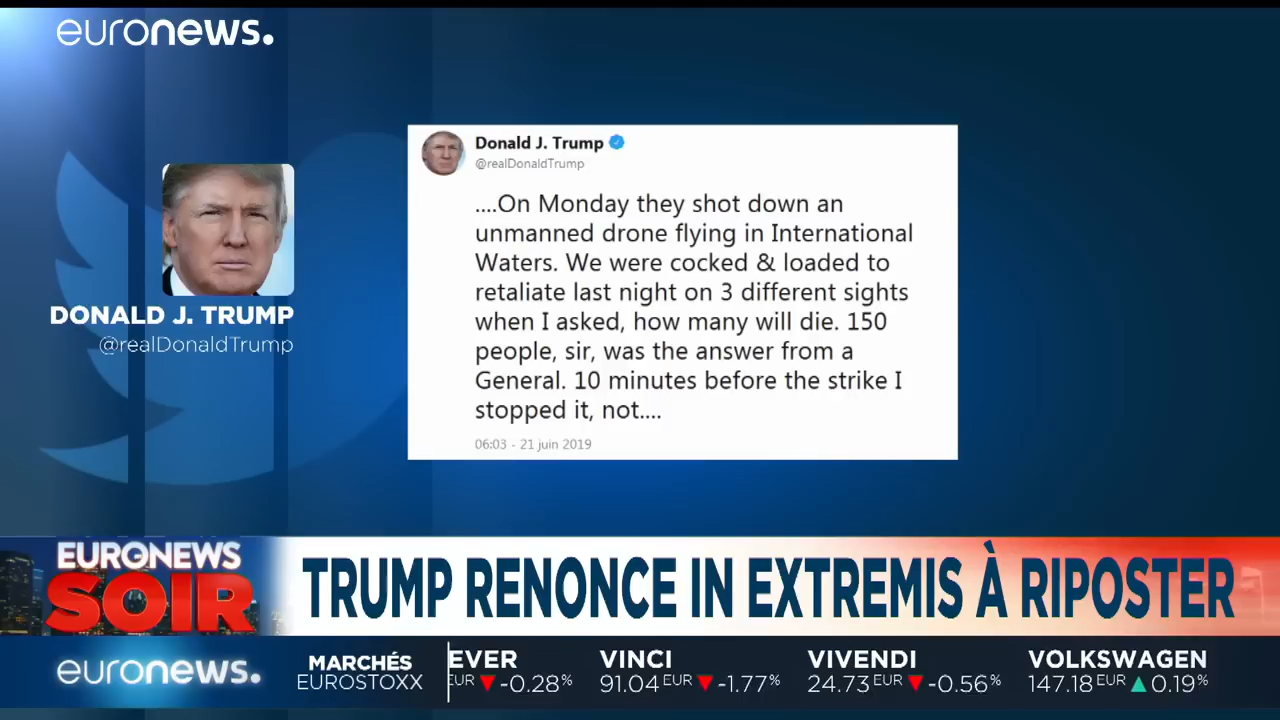 euronews.
Donald J. Trump
@realDonaldTrump
....On Monday they shot down an
unmanned drone flying in International
Waters. We were cocked & loaded to
retaliate last night on 3 different sights
when I asked, how many will die. 150
people, sir, was the answer from a
General. 10 minutes before the strike I
stopped it, not....
06:03 - 21 juin 2019
DONALD J. TRUMP
@realDonaldTrump
EURONEWS
SOIR
TRUMP RENONCE IN EXTREMIS À RIPOSTER
euronews.
MARCHÉS
EUROSTOXX
EVER
EUR -0.28%
VINCI
91.04 EUR -1.77%
VIVENDI
24.73 EUR -0.56%
VOLKSWAGEN
147.18 EUR 0.19%